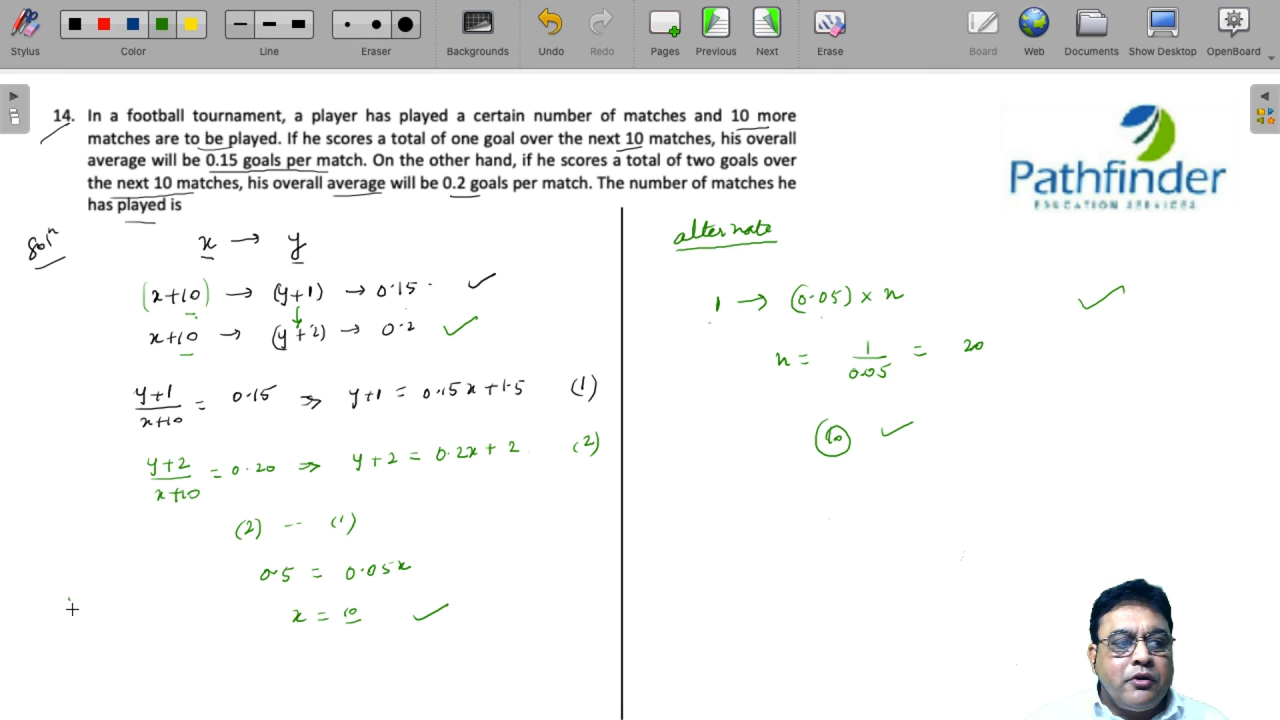 Stylus
Color
Line
Eraser
Backgrounds
Undo
Redo
Pages
Previous
Next
Erase
Board
Web
Documents
Show Desktop
OpenBoard
14. In a football tournament, a player has played a certain number of matches and 10 more
matches are to be played. If he scores a total of one goal over the next 10 matches, his overall
average will be 0.15 goals per match. On the other hand, if he scores a total of two goals over
the next 10 matches, his overall average will be 0.2 goals per match. The number of matches he
has played is
Pathfinder
EDUCATION SERVICES
Solⁿ
x → y
(x+10) → (y+1) → 0.15
x+10 → (y+2) → 0.2
y+1/x+10 = 0.15 ⇒ y+1 = 0.15x + 1.5 (1)
y+2/x+10 = 0.20 ⇒ y+2 = 0.2x + 2 (2)
(2) - (1)
0.5 = 0.05x
x = 10
alternate
1 → (0.05) × n
n = 1/0.05 = 20
10